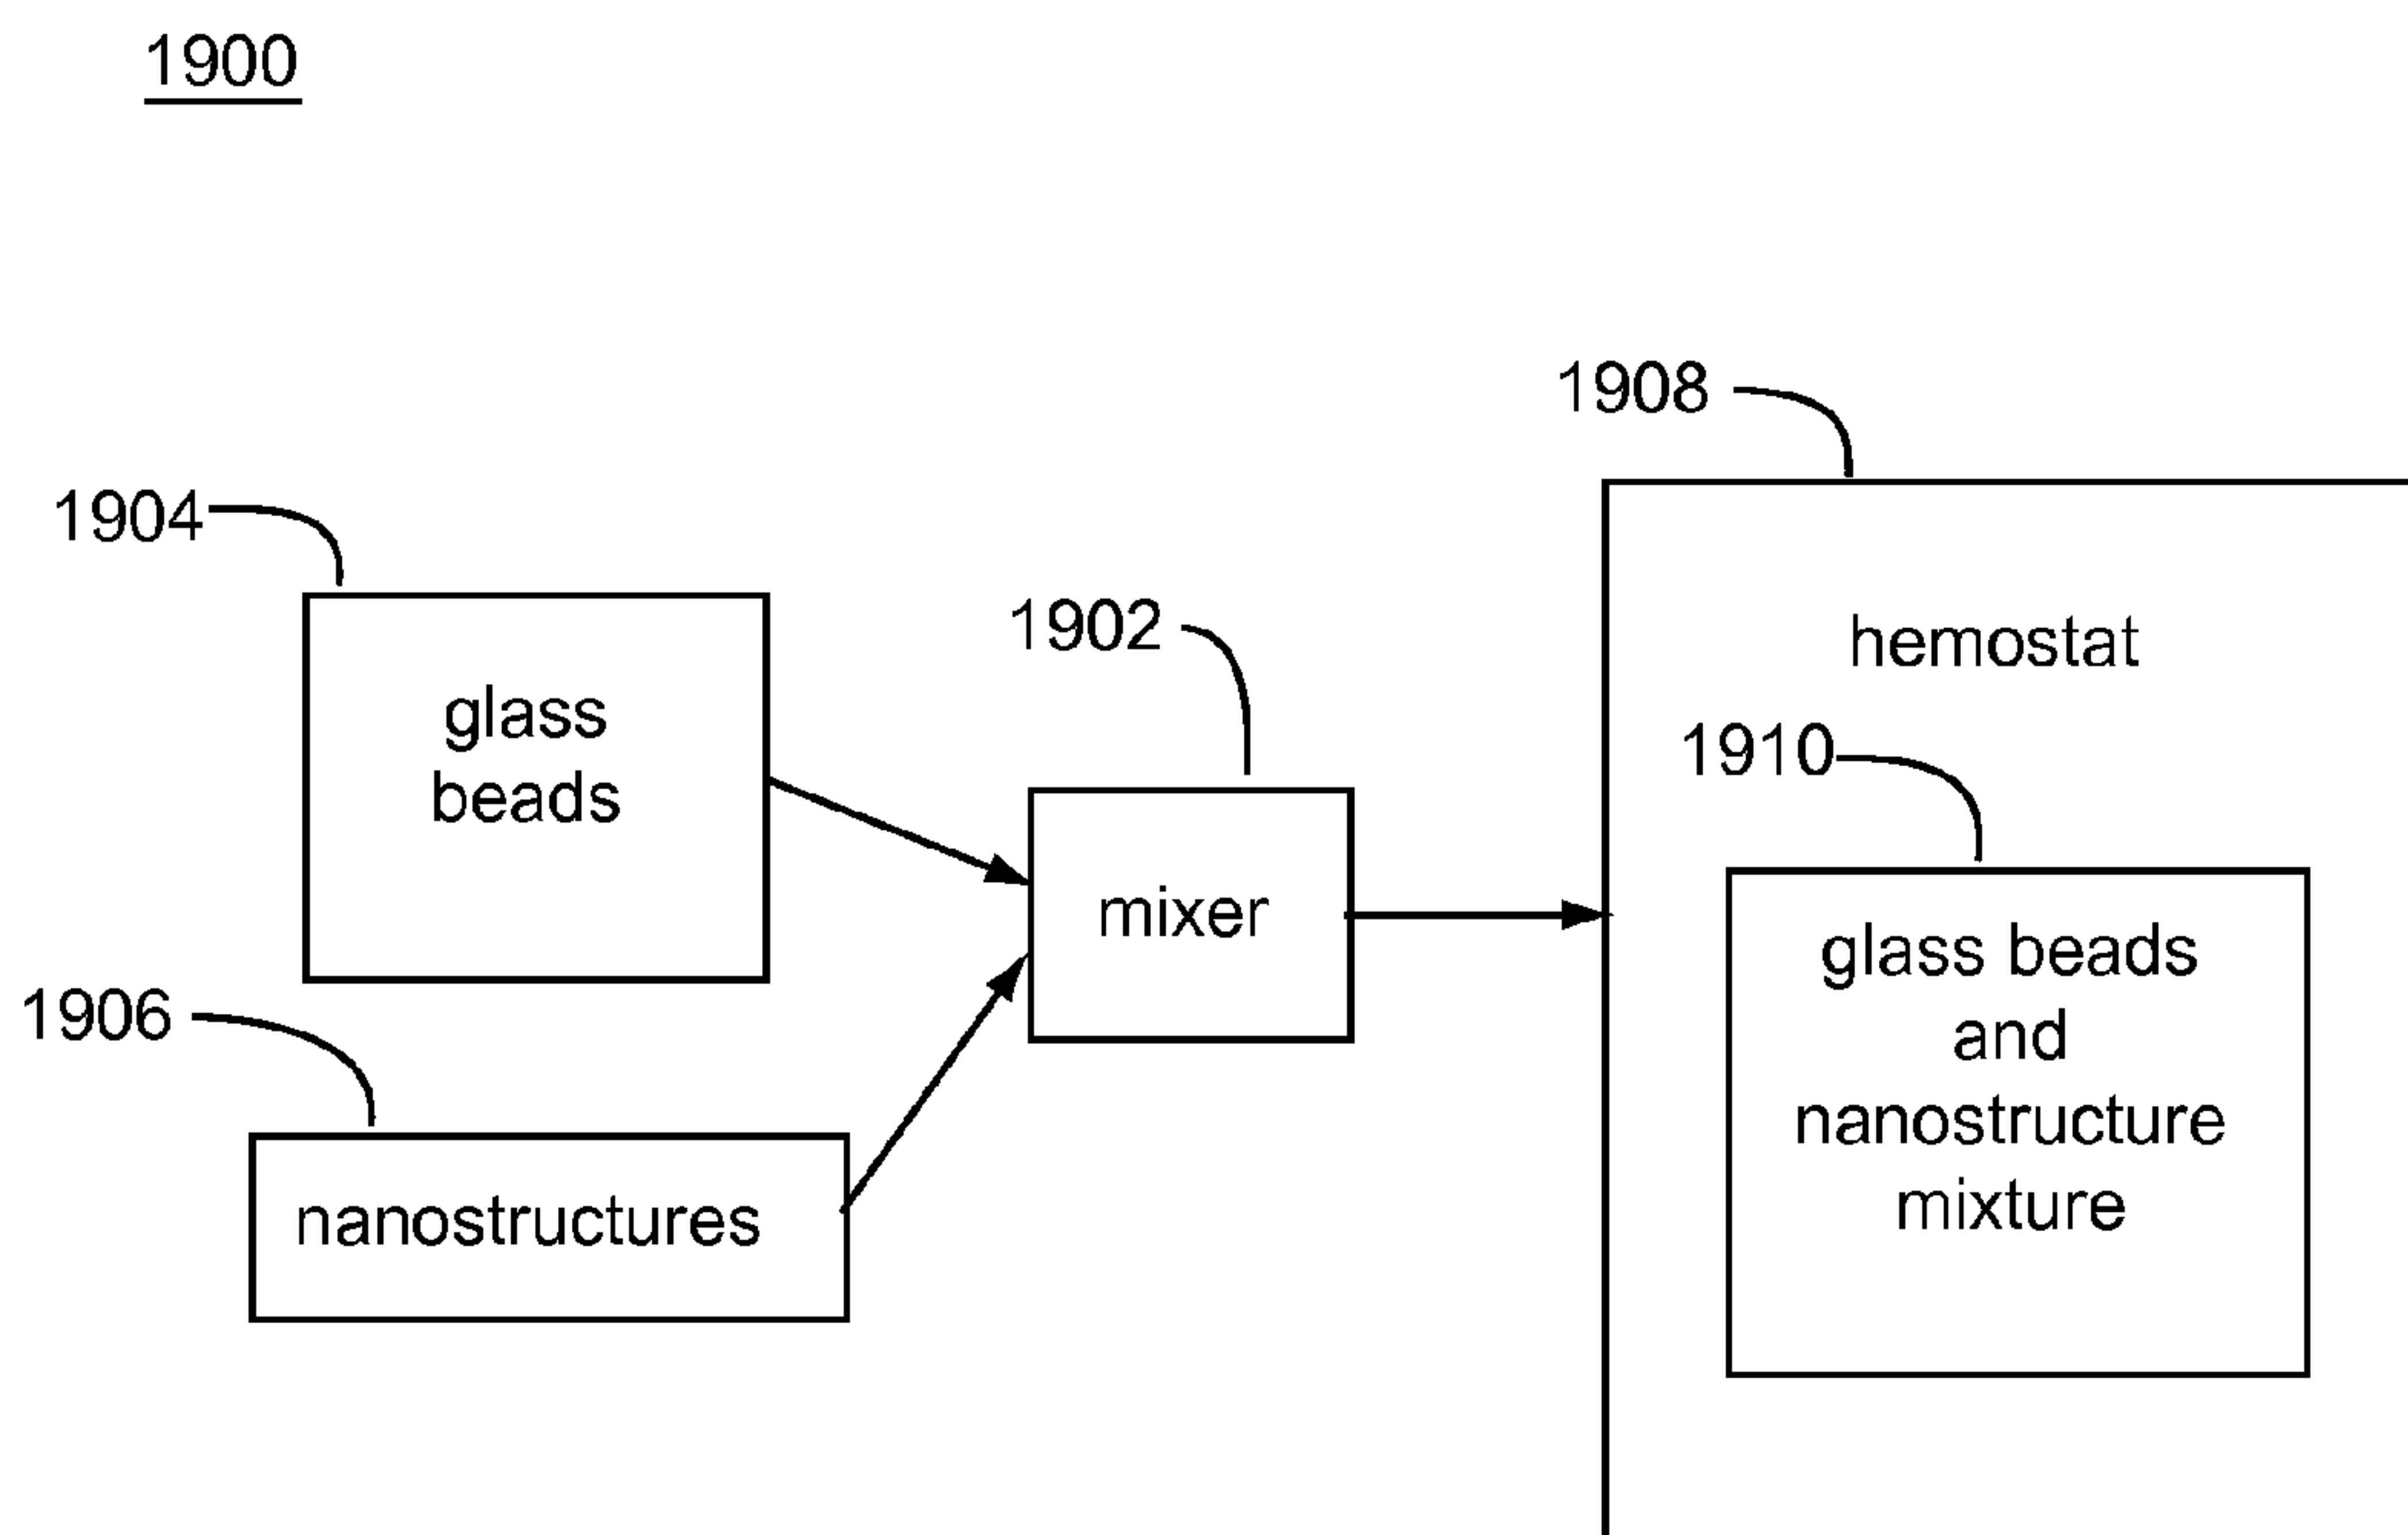 1900
1908
1904
1902
hemostat
glass
beads
1910
mixer
glass beads
and
nanostructure
mixture
1906
nanostructures